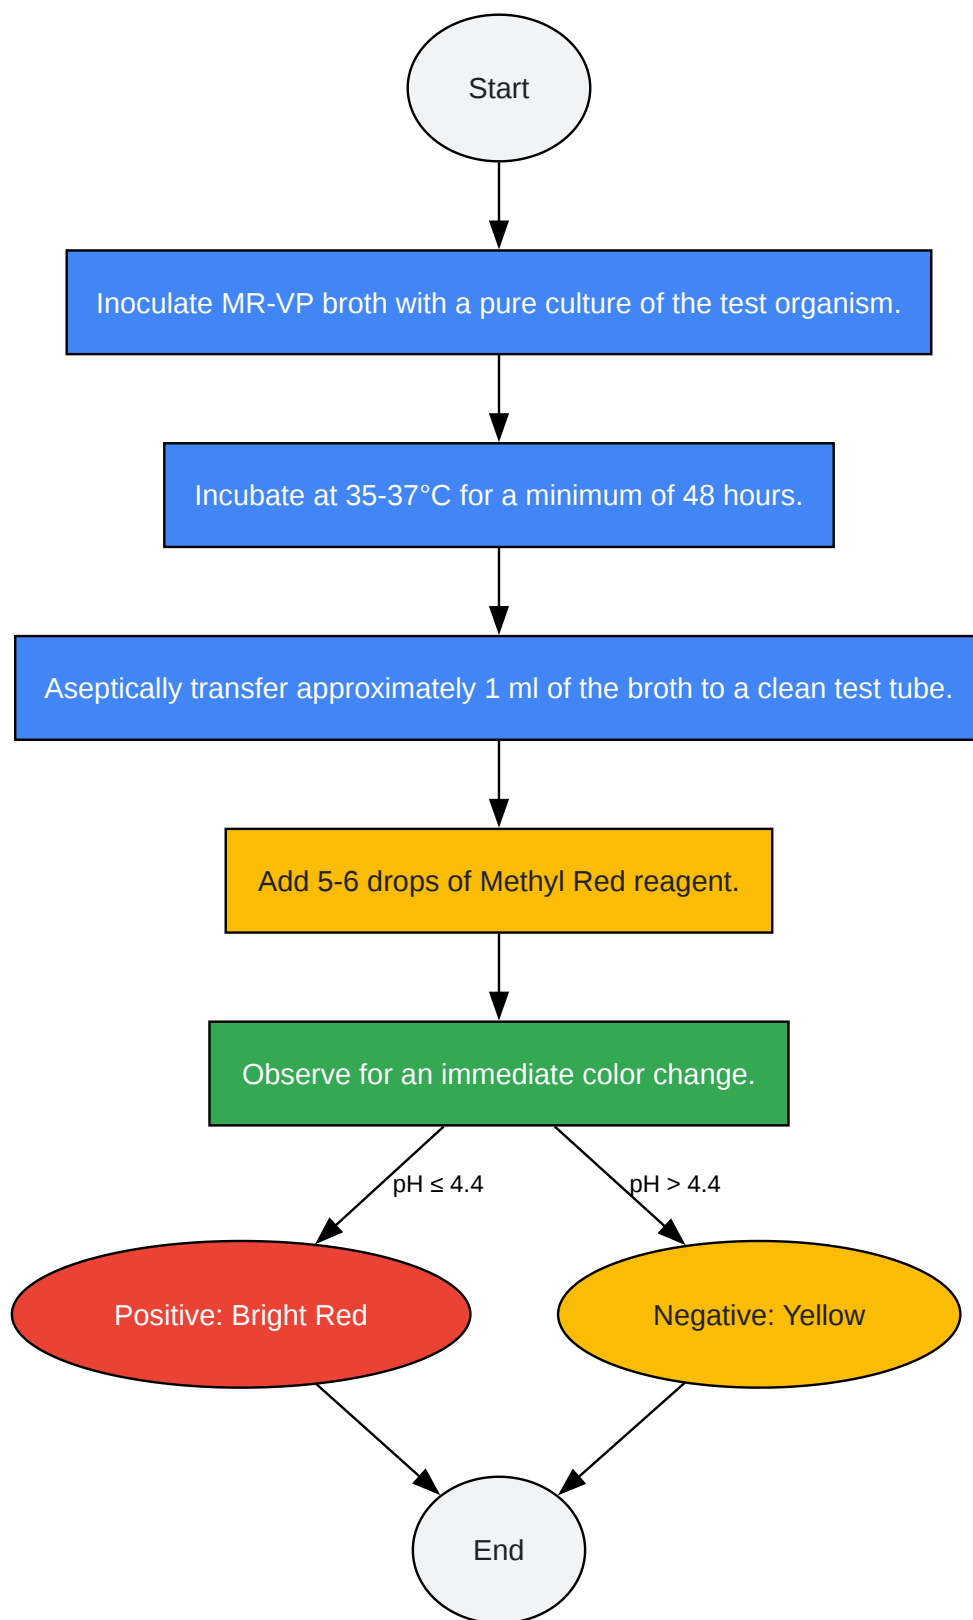 Start
Inoculate MR-VP broth with a pure culture of the test organism.
Incubate at 35-37°C for a minimum of 48 hours.
Aseptically transfer approximately 1 ml of the broth to a clean test tube.
Add 5-6 drops of Methyl Red reagent.
Observe for an immediate color change.
pH ≤ 4.4
pH > 4.4
Positive: Bright Red
Negative: Yellow
End